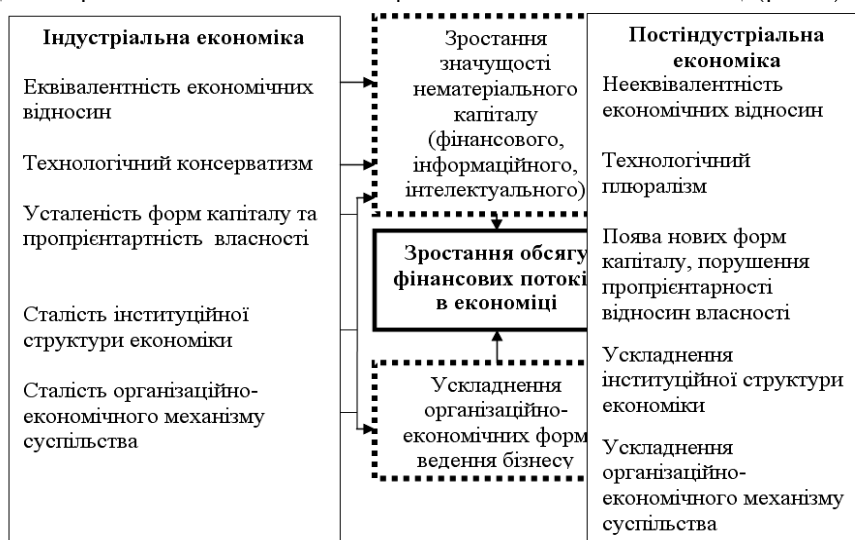 Індустріальна економіка
Еквівалентність економічних
відносин
Технологічний консерватизм
Усталеність форм капіталу та
пропрієнтартність власності
Сталість інституційної
структури економіки
Сталість організаційно-
економічного механізму
суспільства
Зростання
значущості
нематеріального
капіталу
(фінансового,
інформаційного,
інтелектуального)
Зростання обсягу
фінансових потокі
в економіці
Ускладнення
організаційно-
економічних форм
ведення бізнесу
Постіндустріальна
економіка
Нееквівалентність
економічних відносин
Технологічний
плюралізм
Поява нових форм
капіталу, порушення
пропрієнтарності
відносин власності
Ускладнення
інституційної структури
економіки
Ускладнення
організаційно-
економічного механізму
суспільства